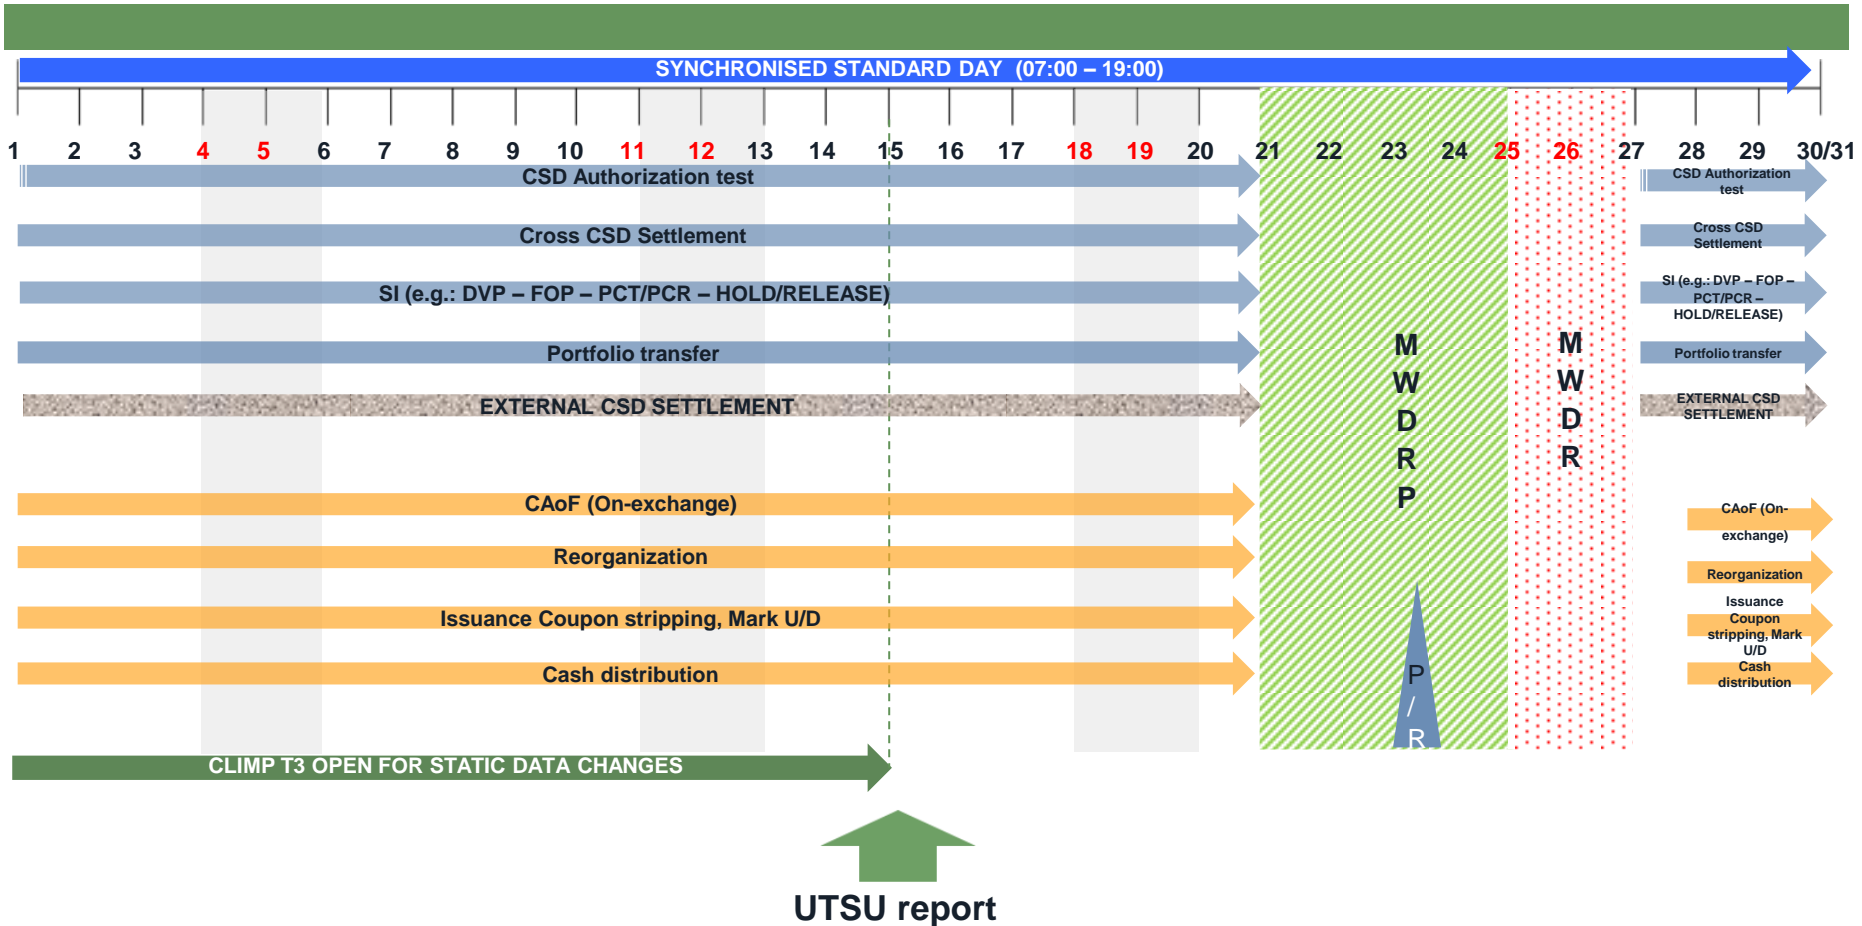 SYNCHRONISED STANDARD DAY (07:00 – 19:00)
1 2 3 4 5 6 7 8 9 10 11 12 13 14 15 16 17 18 19 20 21 22 23 24 25 26 27 28 29 30/31
CSD Authorization test
CSD Authorization
test
Cross CSD Settlement
Cross CSD
Settlement
SI (e.g.: DVP – FOP – PCT/PCR – HOLD/RELEASE)
SI (e.g.: DVP – FOP –
PCT/PCR –
HOLD/RELEASE)
Portfolio transfer
Portfolio transfer
EXTERNAL CSD SETTLEMENT
EXTERNAL CSD
SETTLEMENT
M
W
D
R
P
M
W
D
R
CAoF (On-exchange)
CAoF (On-
exchange)
Reorganization
Reorganization
Issuance Coupon stripping, Mark U/D
Issuance
Coupon
stripping, Mark
U/D
Cash distribution
Cash
distribution
P
/
R
CLIMP T3 OPEN FOR STATIC DATA CHANGES
UTSU report